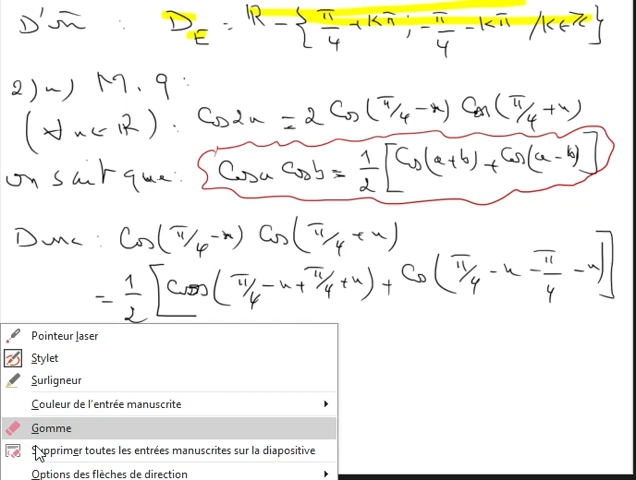 D'où : D_E = ℝ - { π/4 + kπ ; -π/4 - kπ / k∈ℤ }
2) a) M. q :
(∀x∈ℝ) : Cos2x = 2 Cos(π/4 - x) Cos(π/4 + x)
on sait que : Cosa Cosb = 1/2 [Cos(a+b) + Cos(a-b)]
Donc : Cos(π/4 - x) Cos(π/4 + x)
= 1/2 [Cos(π/4 - x + π/4 + x) + Cos(π/4 - x - π/4 - x)]
Pointeur laser
Stylet
Surligneur
Couleur de l'entrée manuscrite
Gomme
Supprimer toutes les entrées manuscrites sur la diapositive
Options des flèches de direction